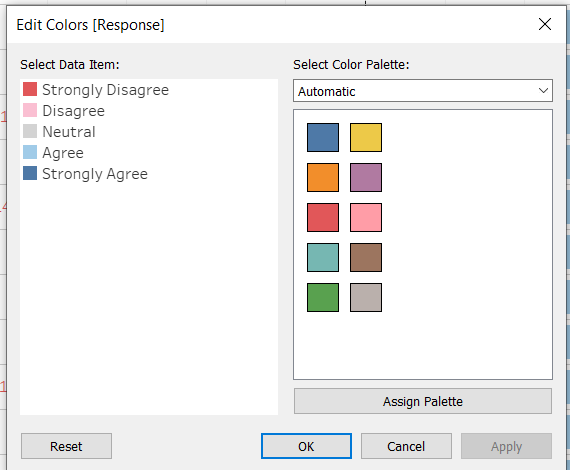 Edit Colors [Response]
Select Data Item:
Strongly Disagree
Disagree
Neutral
Agree
Strongly Agree
Select Color Palette:
Automatic
Assign Palette
Reset
OK
Cancel
Apply